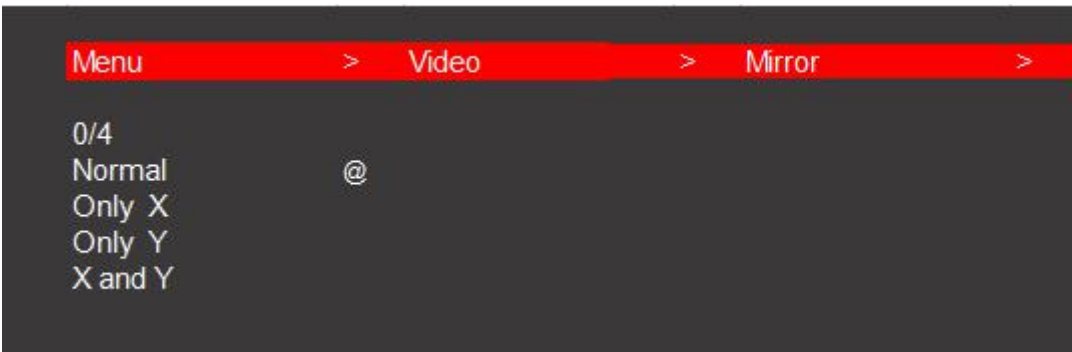 Menu > Video > Mirror >
0/4
Normal @
Only X
Only Y
X and Y